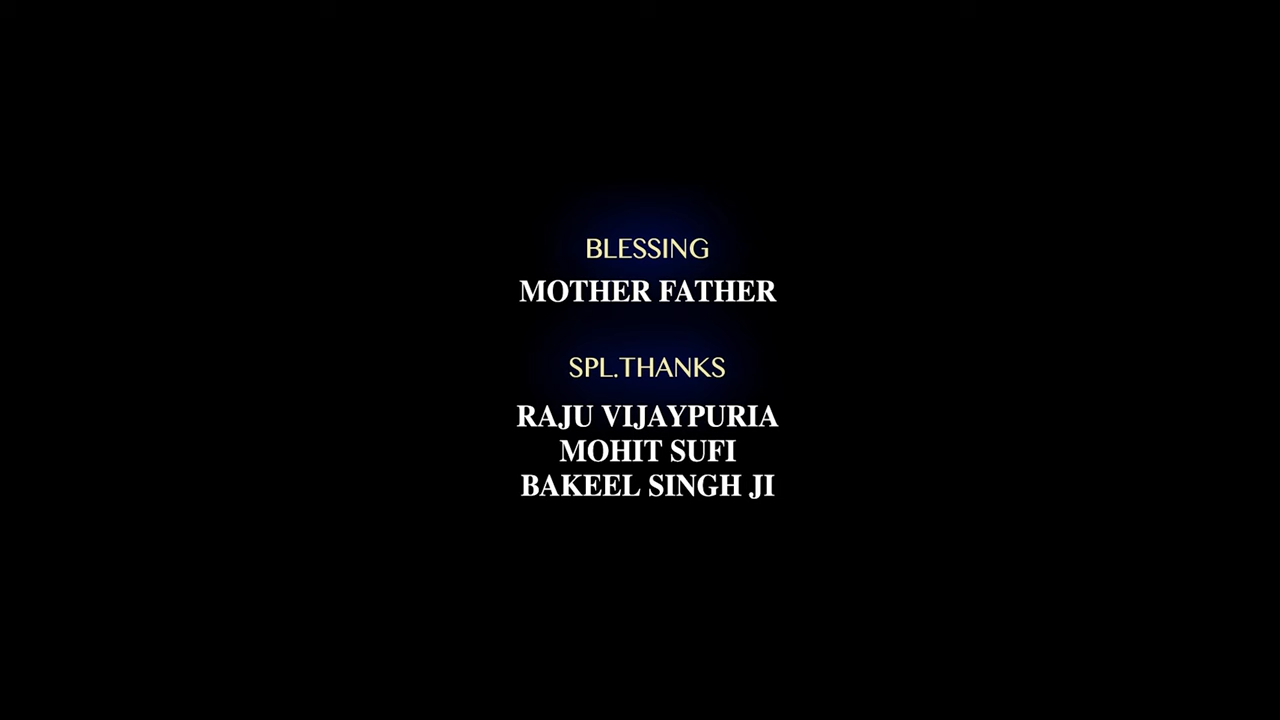 BLESSING
MOTHER FATHER
SPL.THANKS
RAJU VIJAYPURIA
MOHIT SUFI
BAKEEL SINGH JI